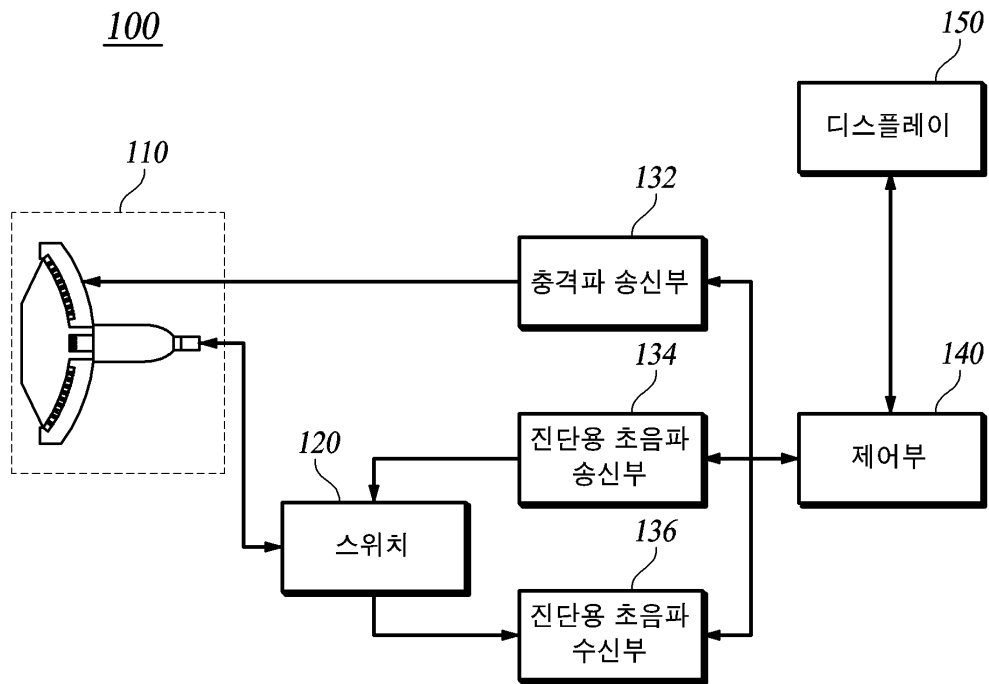 100
150
디스플레이
110
132
충격파 송신부
134
진단용 초음파
송신부
140
제어부
120
스위치
136
진단용 초음파
수신부